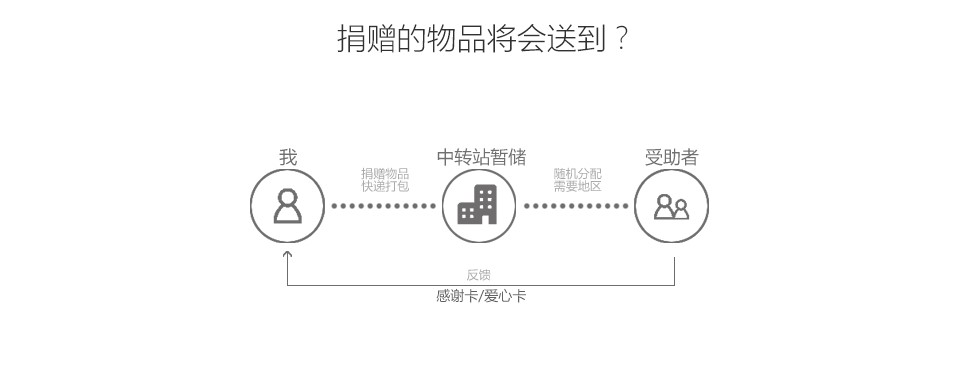 捐赠的物品将会送到？
我
中转站暂储
受助者
捐赠物品
快递打包
随机分配
需要地区
反馈
感谢卡/爱心卡